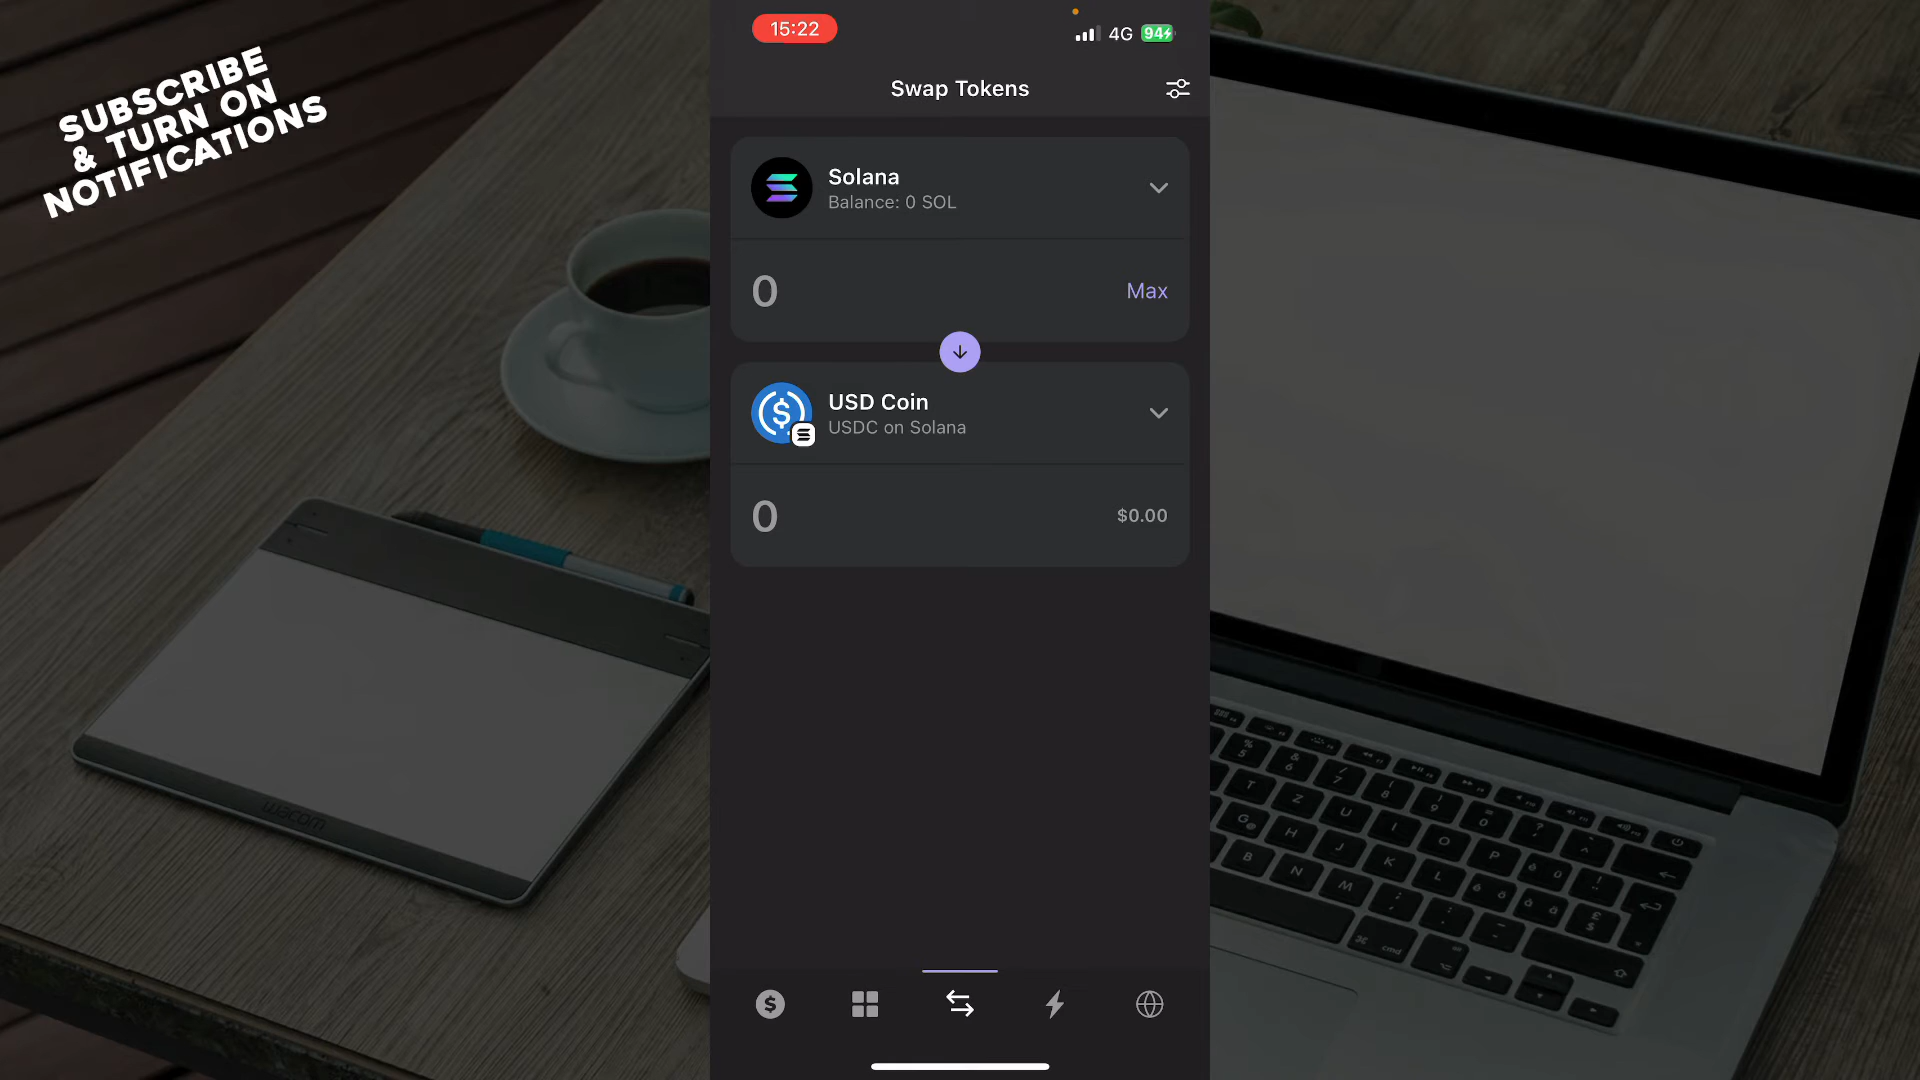 SUBSCRIBE
& TURN ON
NOTIFICATIONS
15:22
4G
94
Swap Tokens
Solana
Balance: 0 SOL
0
Max
USD Coin
USDC on Solana
0
$0.00
wacom